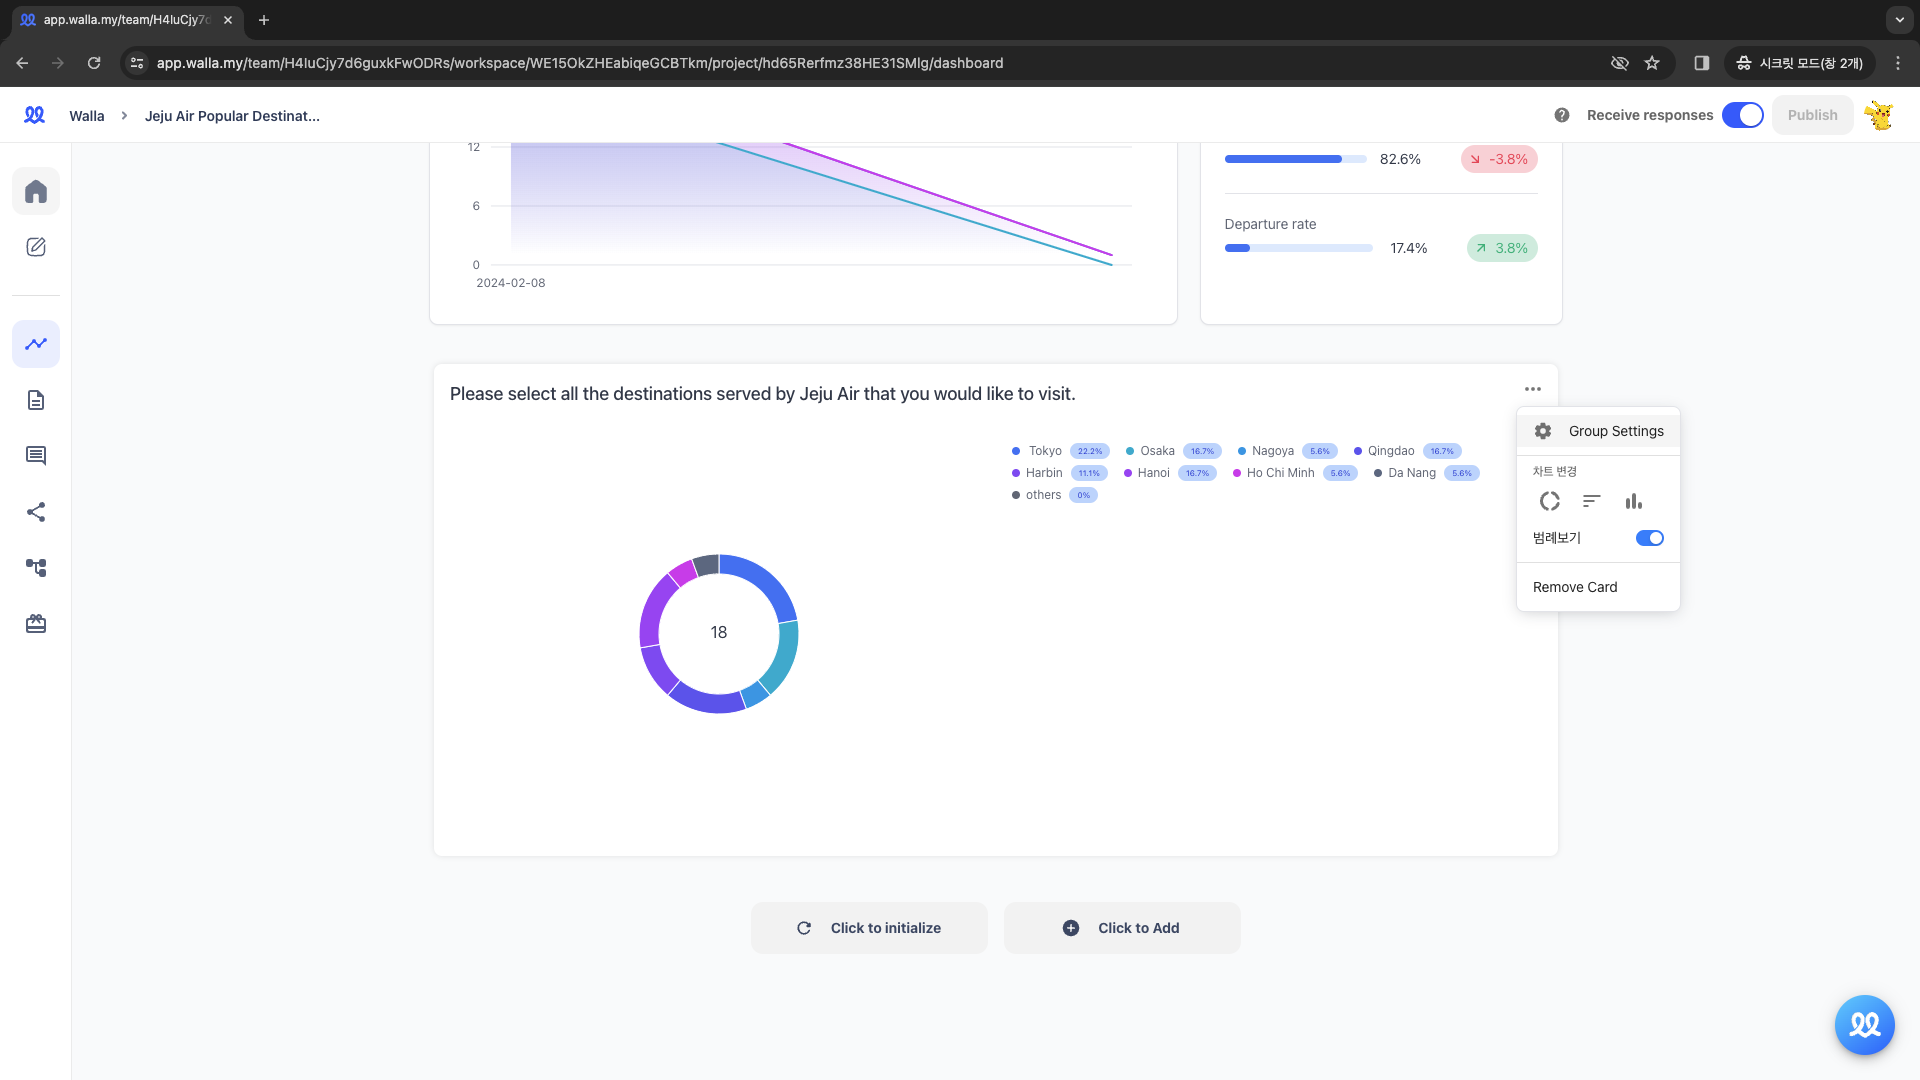 app.walla.my/team/H4IuCjy7d
app.walla.my/team/H4IuCjy7d6guxkFwODRs/workspace/WE15OkZHEabiqeGCBTkm/project/hd65Rerfmz38HE31SMlg/dashboard
시크릿 모드(창 2개)
Walla
Jeju Air Popular Destinat...
Receive responses
Publish
12
6
0
2024-02-08
82.6%
-3.8%
Departure rate
17.4%
3.8%
Please select all the destinations served by Jeju Air that you would like to visit.
Tokyo 22.2% Osaka 16.7% Nagoya 5.6% Qingdao 16.7%
Harbin 11.1% Hanoi 16.7% Ho Chi Minh 5.6% Da Nang 5.6%
others 0%
18
Group Settings
차트 변경
범례보기
Remove Card
Click to initialize
Click to Add